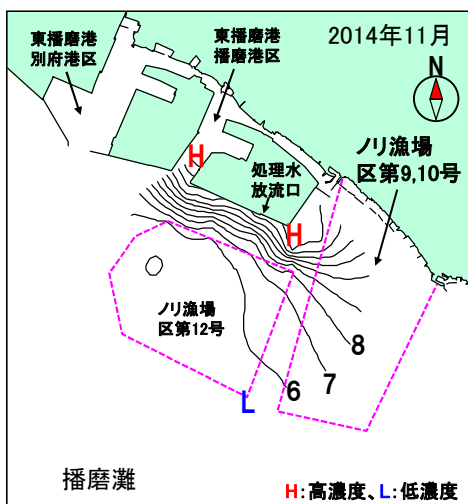 2014年11月
東播磨港
別府港区
東播磨港
播磨港区
N
H
処理水
放流口
ノリ漁場
区第9,10号
H
ノリ漁場
区第12号
8
7
6
L
播磨灘
H:高濃度、L:低濃度